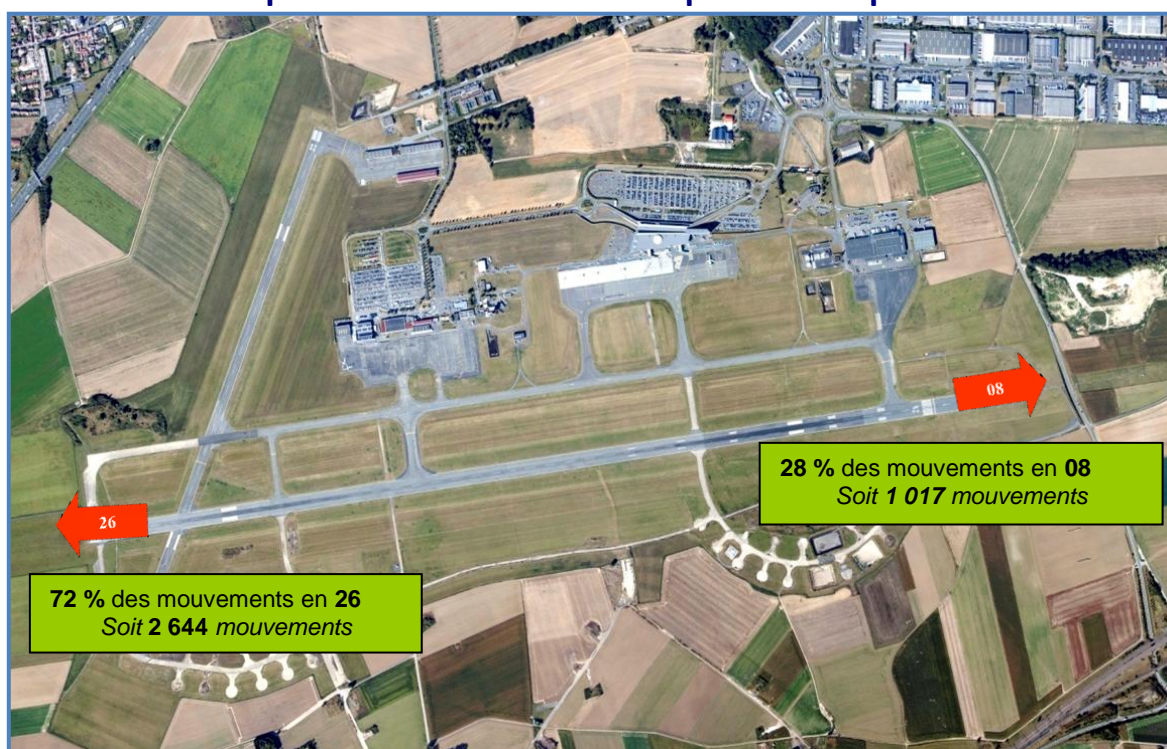 08
28 % des mouvements en 08
Soit 1 017 mouvements
26
72 % des mouvements en 26
Soit 2 644 mouvements